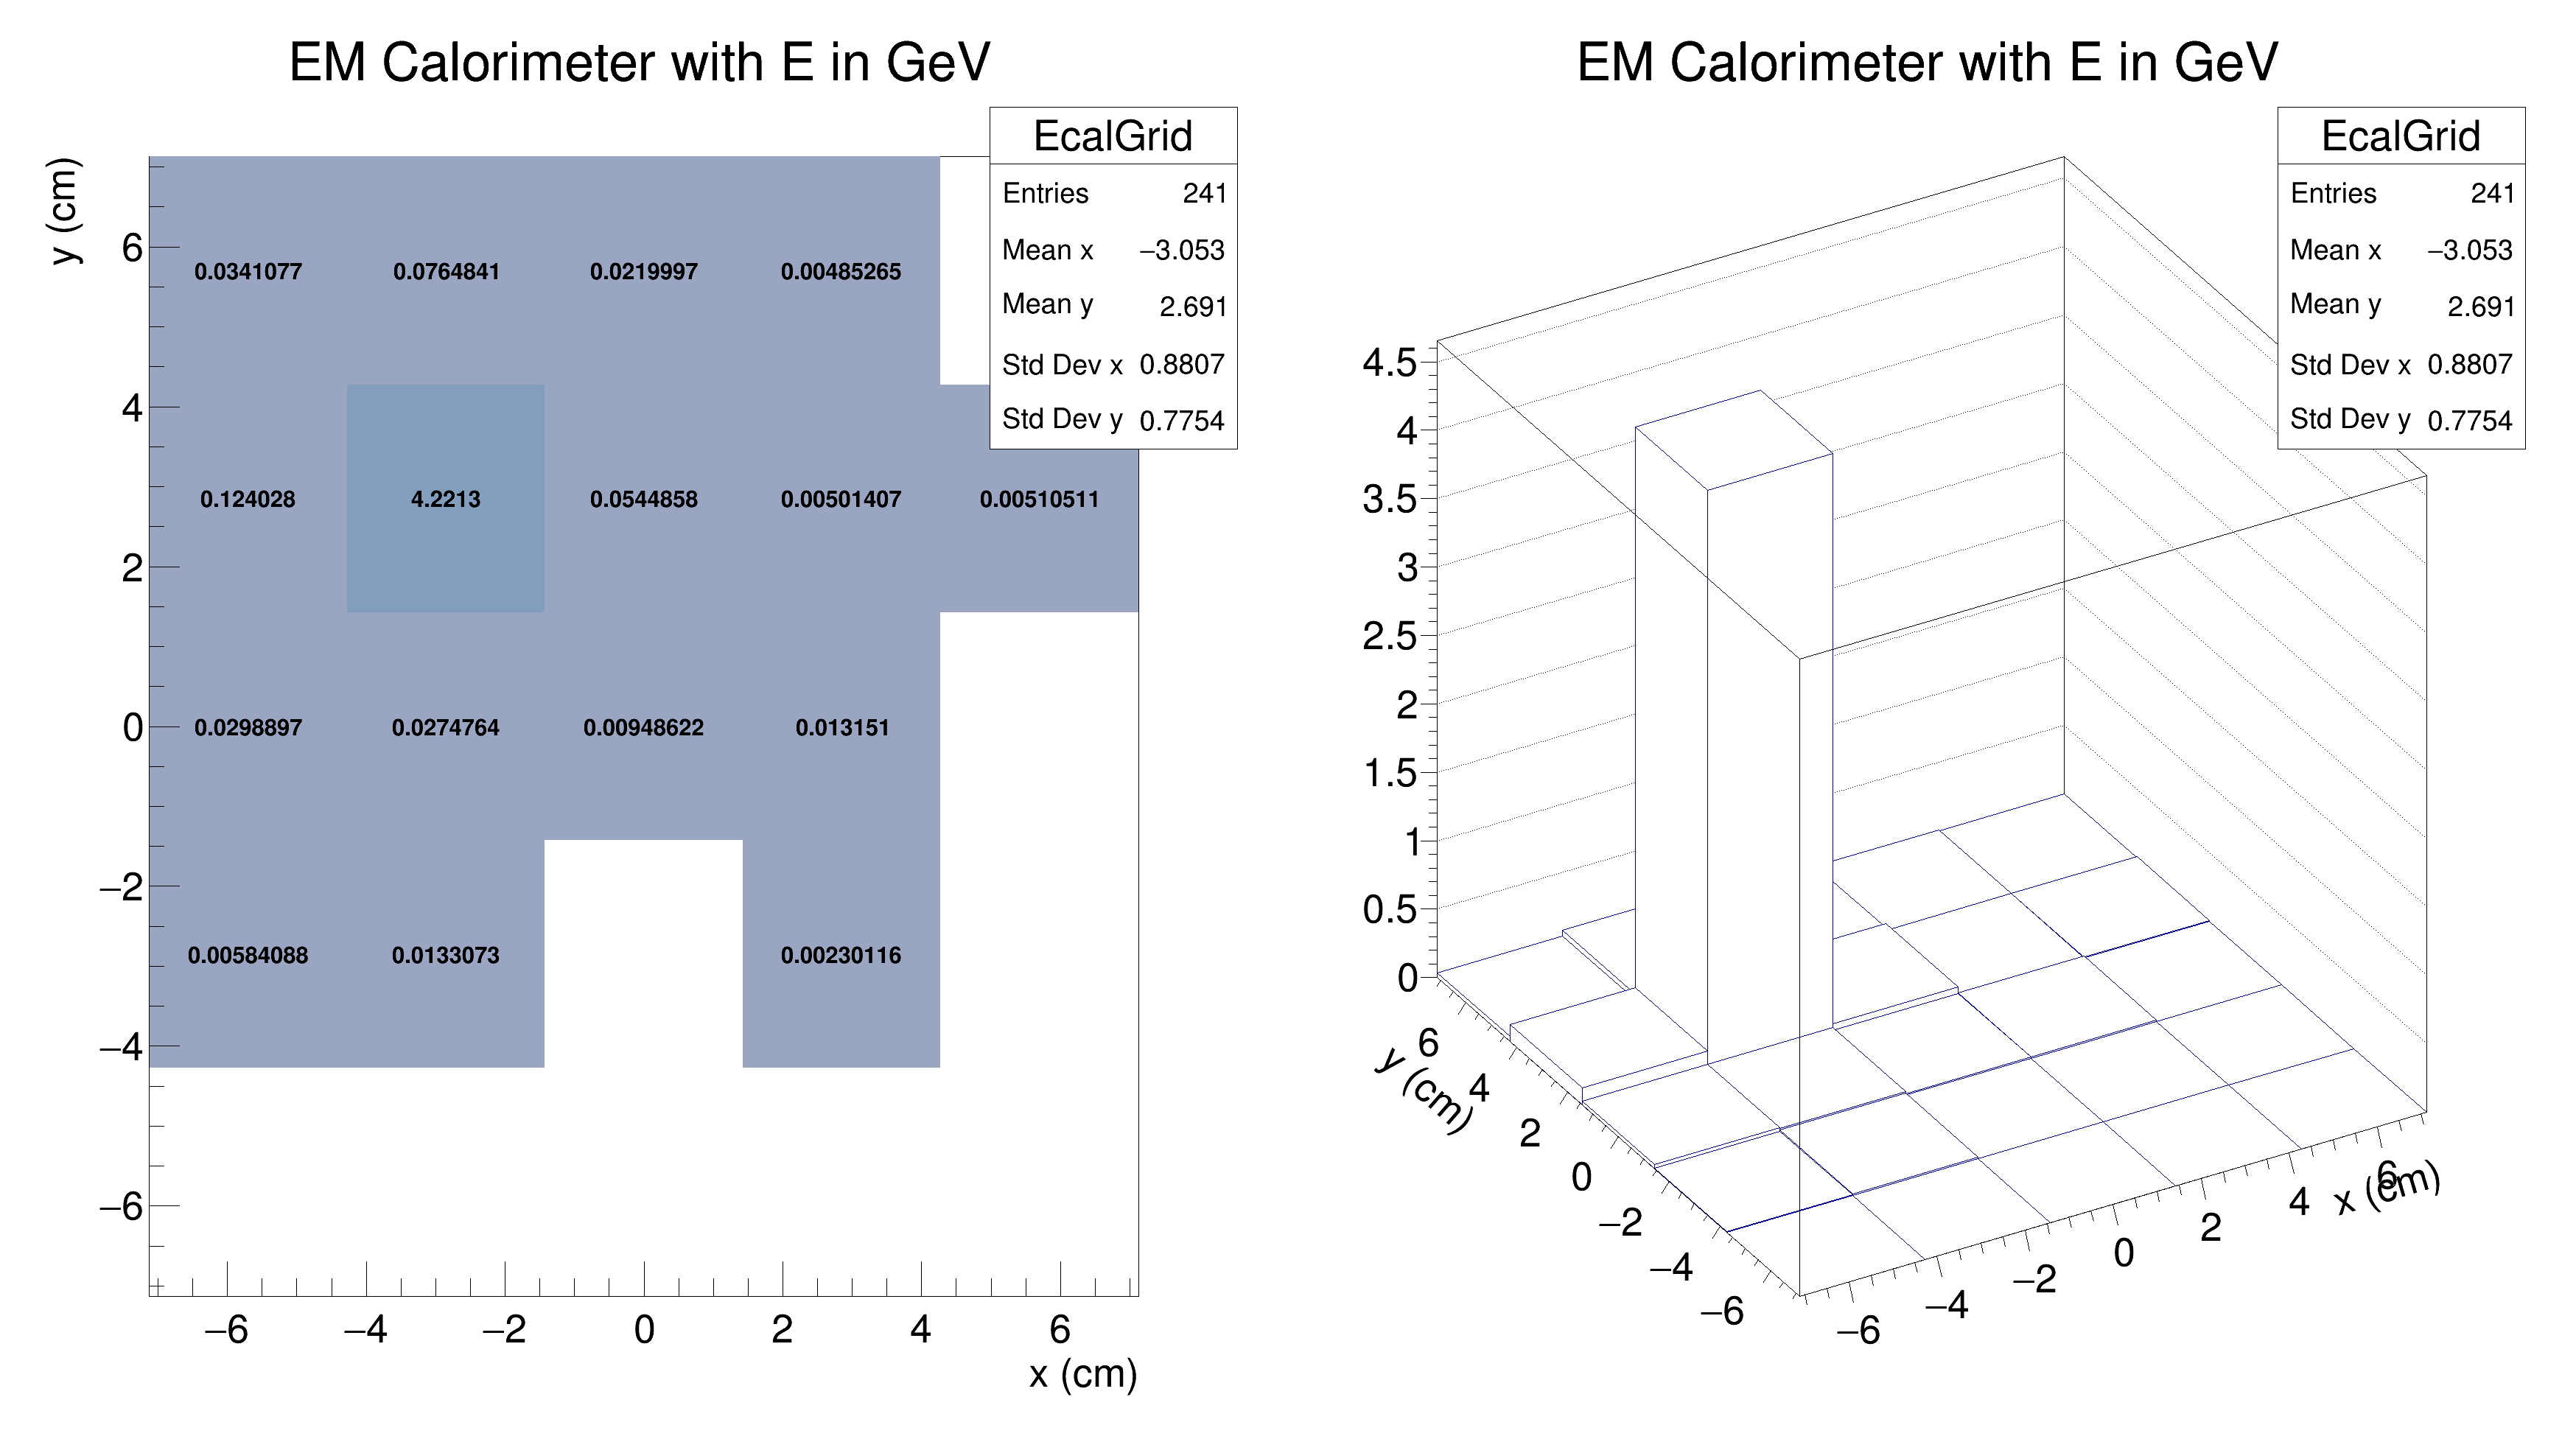 EM Calorimeter with E in GeV
EcalGrid
Entries 241
Mean x −3.053
Mean y 2.691
Std Dev x 0.8807
Std Dev y 0.7754
y (cm)
6
4
2
0
−2
−4
−6
0.0341077 0.0764841 0.0219997 0.00485265
0.124028 4.2213 0.0544858 0.00501407 0.00510511
0.0298897 0.0274764 0.00948622 0.013151
0.00584088 0.0133073 0.00230116
−6 −4 −2 0 2 4 6
x (cm)
EM Calorimeter with E in GeV
EcalGrid
Entries 241
Mean x −3.053
Mean y 2.691
Std Dev x 0.8807
Std Dev y 0.7754
4.5
4
3.5
3
2.5
2
1.5
1
0.5
0
6
4
2
0
−2
−4
−6
y (cm)
−6
−4
−2
0
2
4
6
x (cm)